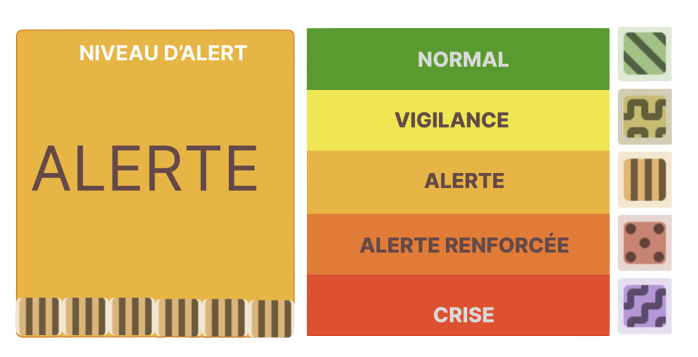 NIVEAU D'ALERT
ALERTE
NORMAL
VIGILANCE
ALERTE
ALERTE RENFORCÉE
CRISE